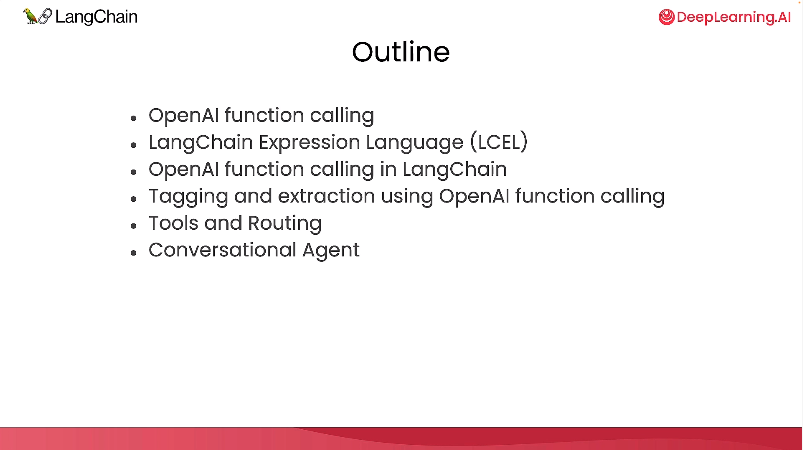 LangChain
DeepLearning.AI
Outline
• OpenAI function calling
• LangChain Expression Language (LCEL)
• OpenAI function calling in LangChain
• Tagging and extraction using OpenAI function calling
• Tools and Routing
• Conversational Agent